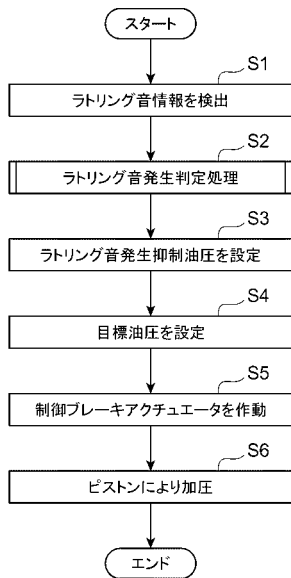 スタート
S1
ラトリング音情報を検出
S2
ラトリング音発生判定処理
S3
ラトリング音発生抑制油圧を設定
S4
目標油圧を設定
S5
制御ブレーキアクチュエータを作動
S6
ピストンにより加圧
エンド